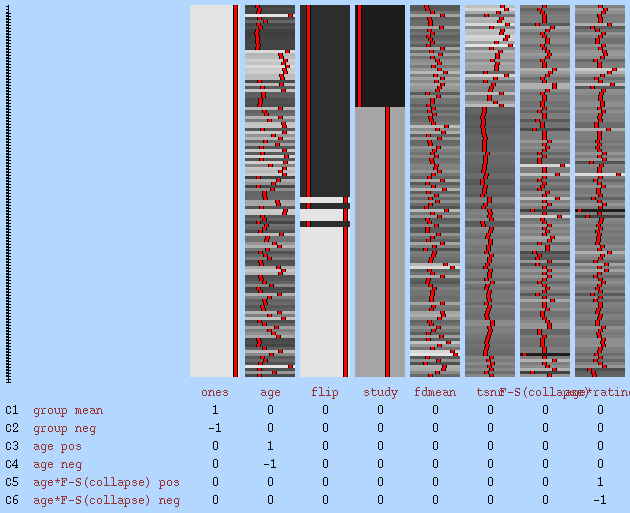 ones age flip study fdmean tsnr F-S(collapse) age*rating
C1 group mean 1 0 0 0 0 0 0 0
C2 group neg -1 0 0 0 0 0 0 0
C3 age pos 0 1 0 0 0 0 0 0
C4 age neg 0 -1 0 0 0 0 0 0
C5 age*F-S(collapse) pos 0 0 0 0 0 0 0 1
C6 age*F-S(collapse) neg 0 0 0 0 0 0 0 -1